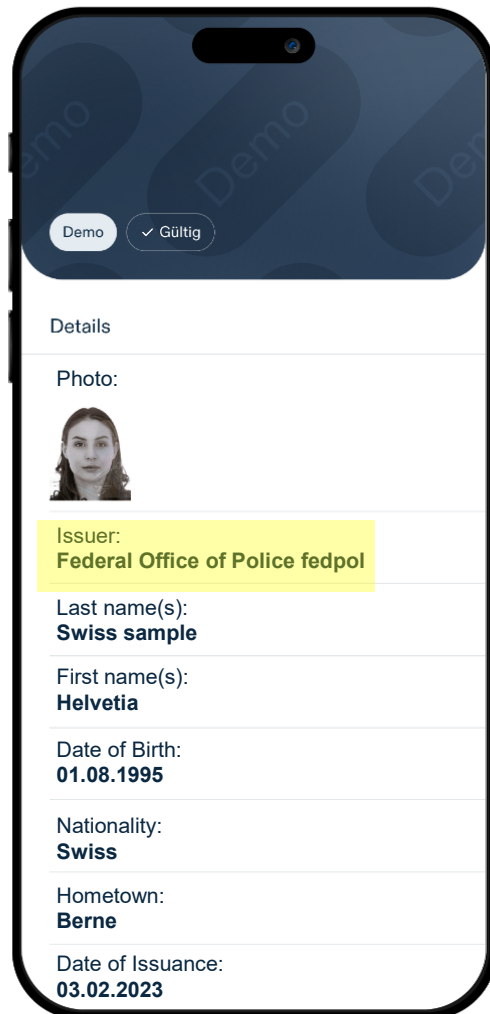 Demo
Demo
Demo
Demo ✓ Gültig
Details
Photo:
Issuer:
Federal Office of Police fedpol
Last name(s):
Swiss sample
First name(s):
Helvetia
Date of Birth:
01.08.1995
Nationality:
Swiss
Hometown:
Berne
Date of Issuance:
03.02.2023